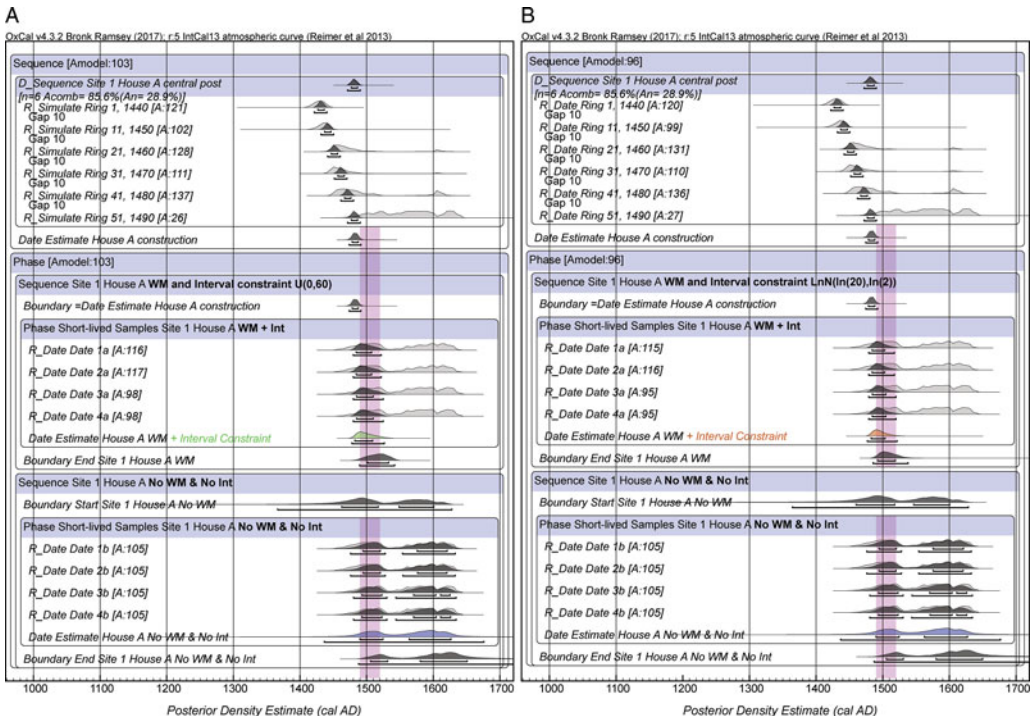 A
OxCal v4.3.2 Bronk Ramsey (2017); r:5 IntCal13 atmospheric curve (Reimer et al 2013)
Sequence [Amodel:103]
D_Sequence Site 1 House A central post
[n=6 Acomb= 85.6%(An= 28.9%)]
R_Simulate Ring 1, 1440 [A:121]
Gap 10
R_Simulate Ring 11, 1450 [A:102]
Gap 10
R_Simulate Ring 21, 1460 [A:128]
Gap 10
R_Simulate Ring 31, 1470 [A:111]
Gap 10
R_Simulate Ring 41, 1480 [A:137]
Gap 10
R_Simulate Ring 51, 1490 [A:26]
Date Estimate House A construction
Phase [Amodel:103]
Sequence Site 1 House A WM and Interval constraint U(0,60)
Boundary =Date Estimate House A construction
Phase Short-lived Samples Site 1 House A WM + Int
R_Date Date 1a [A:116]
R_Date Date 2a [A:117]
R_Date Date 3a [A:98]
R_Date Date 4a [A:98]
Date Estimate House A WM + Interval Constraint
Boundary End Site 1 House A WM
Sequence Site 1 House A No WM & No Int
Boundary Start Site 1 House A No WM
Phase Short-lived Samples Site 1 House A No WM & No Int
R_Date Date 1b [A:105]
R_Date Date 2b [A:105]
R_Date Date 3b [A:105]
R_Date Date 4b [A:105]
Date Estimate House A No WM & No Int
Boundary End Site 1 House A No WM & No Int
1000 1100 1200 1300 1400 1500 1600 1700
Posterior Density Estimate (cal AD)
B
OxCal v4.3.2 Bronk Ramsey (2017); r:5 IntCal13 atmospheric curve (Reimer et al 2013)
Sequence [Amodel:96]
D_Sequence Site 1 House A central post
[n=6 Acomb= 85.6%(An= 28.9%)]
R_Date Ring 1, 1440 [A:120]
Gap 10
R_Date Ring 11, 1450 [A:99]
Gap 10
R_Date Ring 21, 1460 [A:131]
Gap 10
R_Date Ring 31, 1470 [A:110]
Gap 10
R_Date Ring 41, 1480 [A:136]
Gap 10
R_Date Ring 51, 1490 [A:27]
Date Estimate House A construction
Phase [Amodel:96]
Sequence Site 1 House A WM and Interval constraint LnN(ln(20),ln(2))
Boundary =Date Estimate House A construction
Phase Short-lived Samples Site 1 House A WM + Int
R_Date Date 1a [A:115]
R_Date Date 2a [A:116]
R_Date Date 3a [A:95]
R_Date Date 4a [A:95]
Date Estimate House A WM + Interval Constraint
Boundary End Site 1 House A WM
Sequence Site 1 House A No WM & No Int
Boundary Start Site 1 House A No WM
Phase Short-lived Samples Site 1 House A No WM & No Int
R_Date Date 1b [A:105]
R_Date Date 2b [A:105]
R_Date Date 3b [A:105]
R_Date Date 4b [A:105]
Date Estimate House A No WM & No Int
Boundary End Site 1 House A No WM & No Int
1000 1100 1200 1300 1400 1500 1600 1700
Posterior Density Estimate (cal AD)